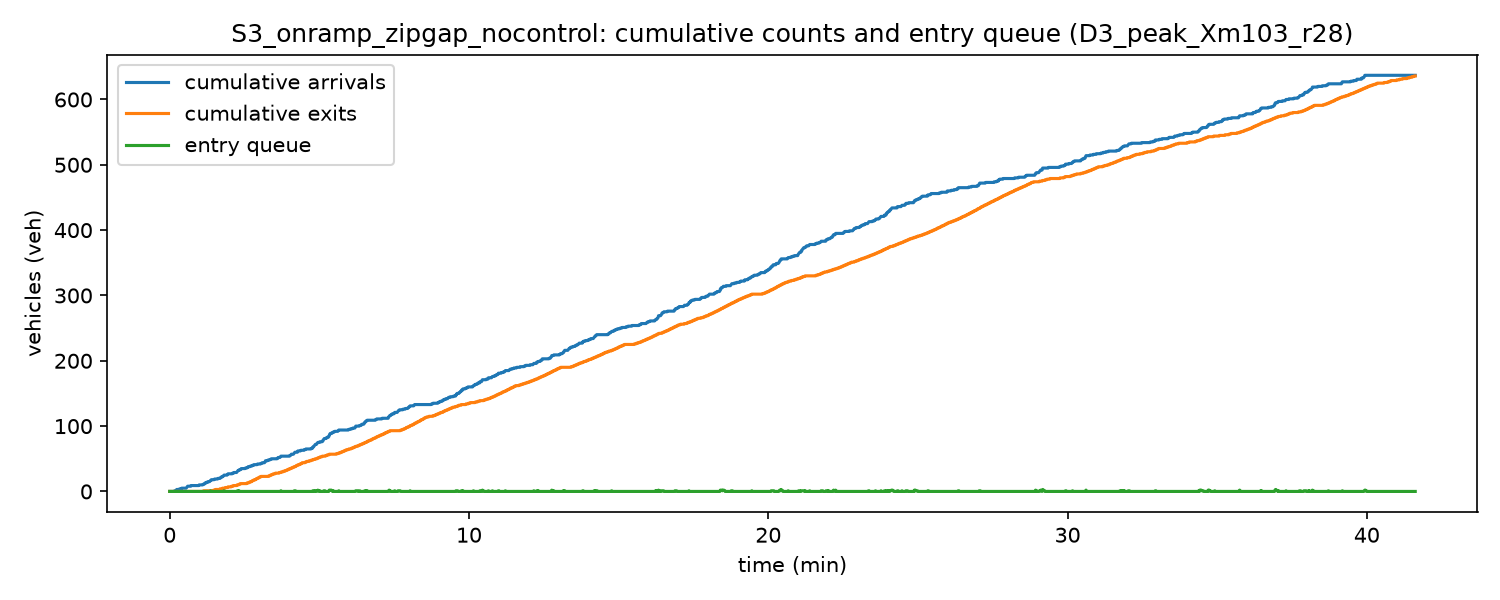 S3_onramp_zipgap_nocontrol: cumulative counts and entry queue (D3_peak_Xm103_r28)
cumulative arrivals
cumulative exits
entry queue
vehicles (veh)
600
500
400
300
200
100
0
0 10 20 30 40
time (min)